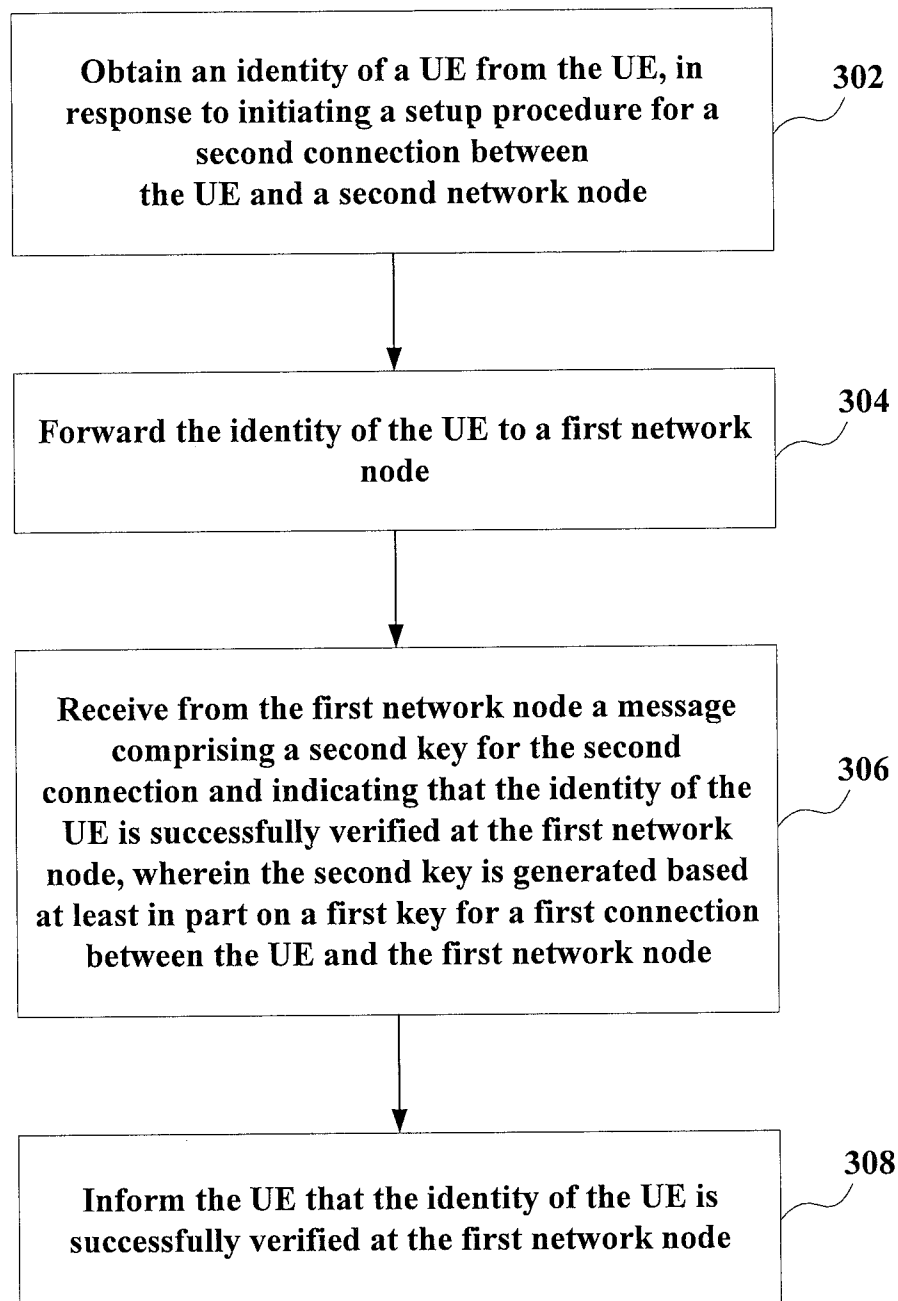 Obtain an identity of a UE from the UE, in
response to initiating a setup procedure for a
second connection between
the UE and a second network node
302
Forward the identity of the UE to a first network
node
304
Receive from the first network node a message
comprising a second key for the second
connection and indicating that the identity of the
UE is successfully verified at the first network
node, wherein the second key is generated based
at least in part on a first key for a first connection
between the UE and the first network node
306
Inform the UE that the identity of the UE is
successfully verified at the first network node
308